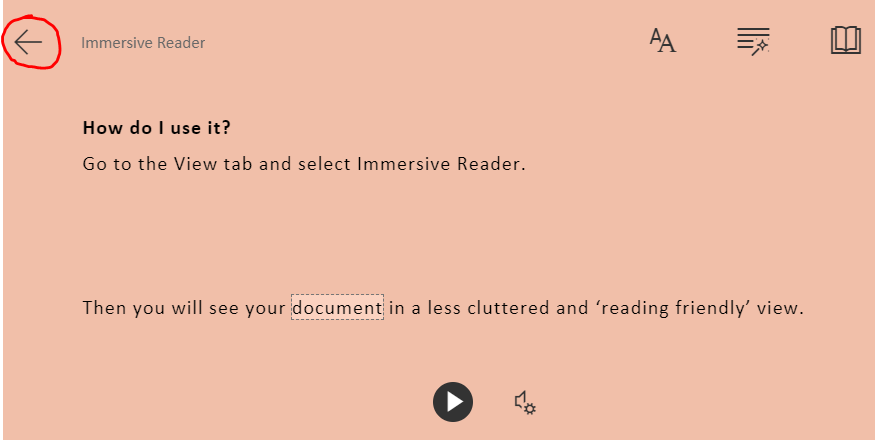 Immersive Reader
AA
How do I use it?
Go to the View tab and select Immersive Reader.
Then you will see your document in a less cluttered and ‘reading friendly’ view.